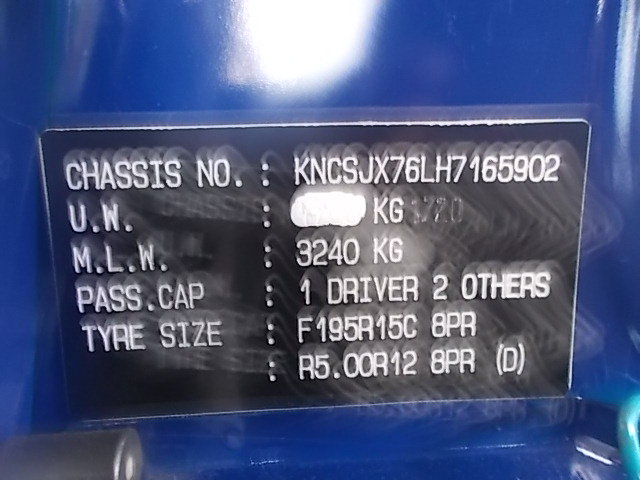 CHASSIS NO. : KNCSJX76LH7165902
U.W. : KG 1720
M.L.W. : 3240 KG
PASS.CAP : 1 DRIVER 2 OTHERS
TYRE SIZE : F195R15C 8PR
: R5.00R12 8PR (D)